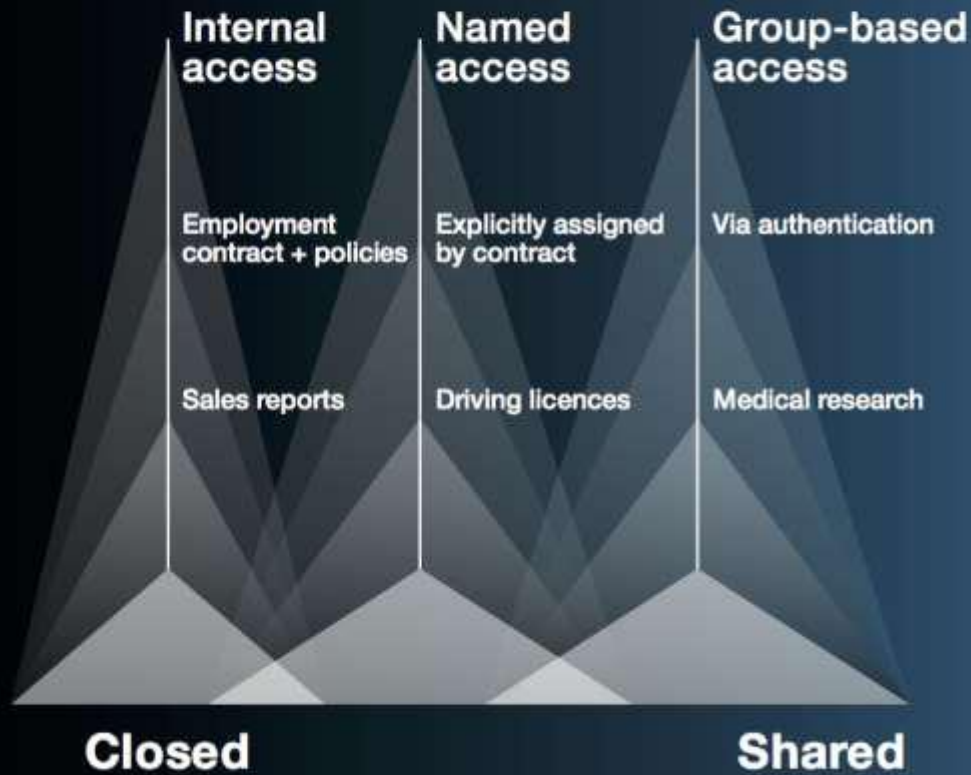 Internal
access
Named
access
Group-based
access
Employment
contract + policies
Explicitly assigned
by contract
Via authentication
Sales reports
Driving licences
Medical research
Closed
Shared